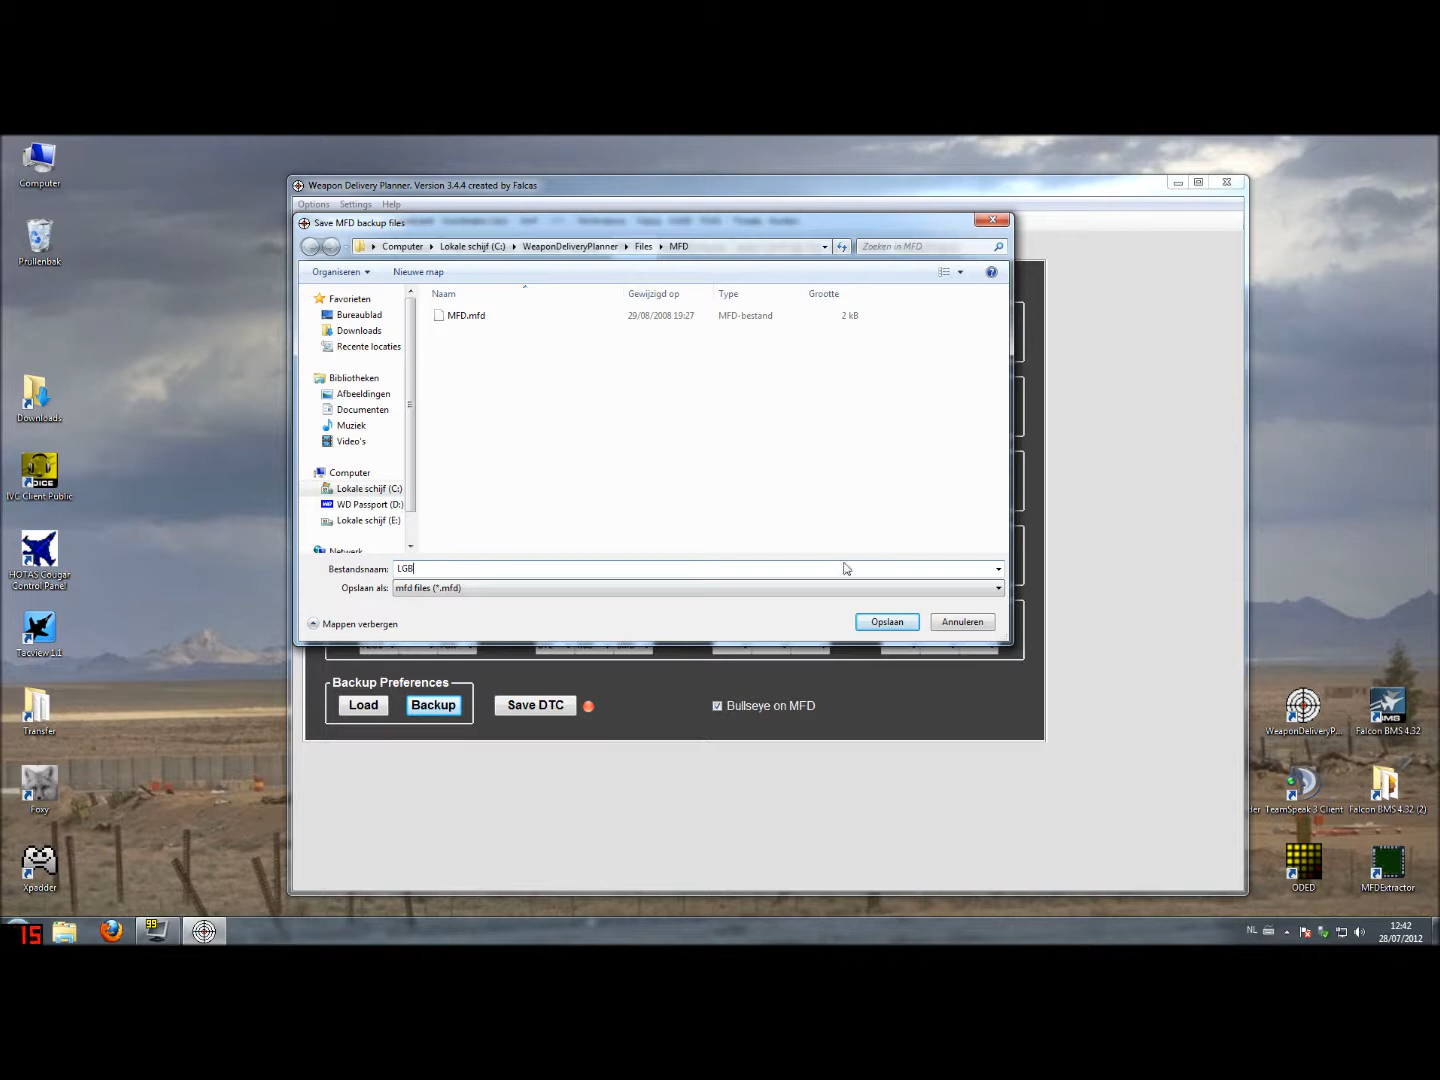 Computer
Prullenbak
Downloads
IVC Client Public
HOTAS Cougar
Control Panel
Tacview 1.1
Transfer
Foxy
Xpadder
Weapon Delivery Planner. Version 3.4.4 created by Falcas
Options Settings Help
Save MFD backup files
Computer Lokale schijf (C:) WeaponDeliveryPlanner Files MFD
Zoeken in MFD
Organiseren Nieuwe map
Naam Gewijzigd op Type Grootte
MFD.mfd 29/08/2008 19:27 MFD-bestand 2 kB
Favorieten
Bureaublad
Downloads
Recente locaties
Bibliotheken
Afbeeldingen
Documenten
Muziek
Video's
Computer
Lokale schijf (C:)
WD Passport (D:)
Lokale schijf (E:)
Netwerk
Bestandsnaam: LGB
Opslaan als: mfd files (*.mfd)
Mappen verbergen
Opslaan Annuleren
Backup Preferences
Load Backup Save DTC Bullseye on MFD
WeaponDeliveryP...
Falcon BMS 4.32
TeamSpeak 3 Client
Falcon BMS 4.32 (2)
ODED
MFDExtractor
15
99
NL
12:42
28/07/2012